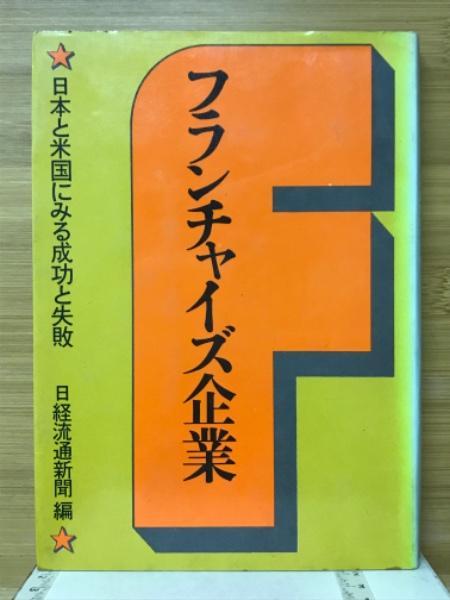 フランチャイズ企業
★日本と米国にみる成功と失敗
日経流通新聞 編★